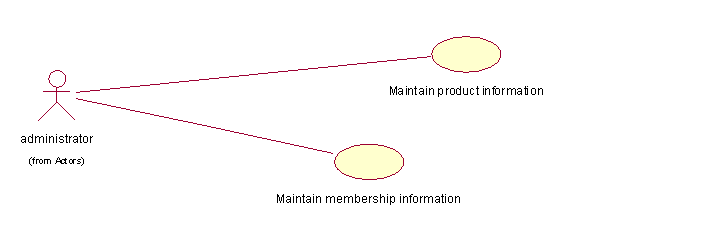 Maintain product information
administrator
(from Actors)
Maintain membership information